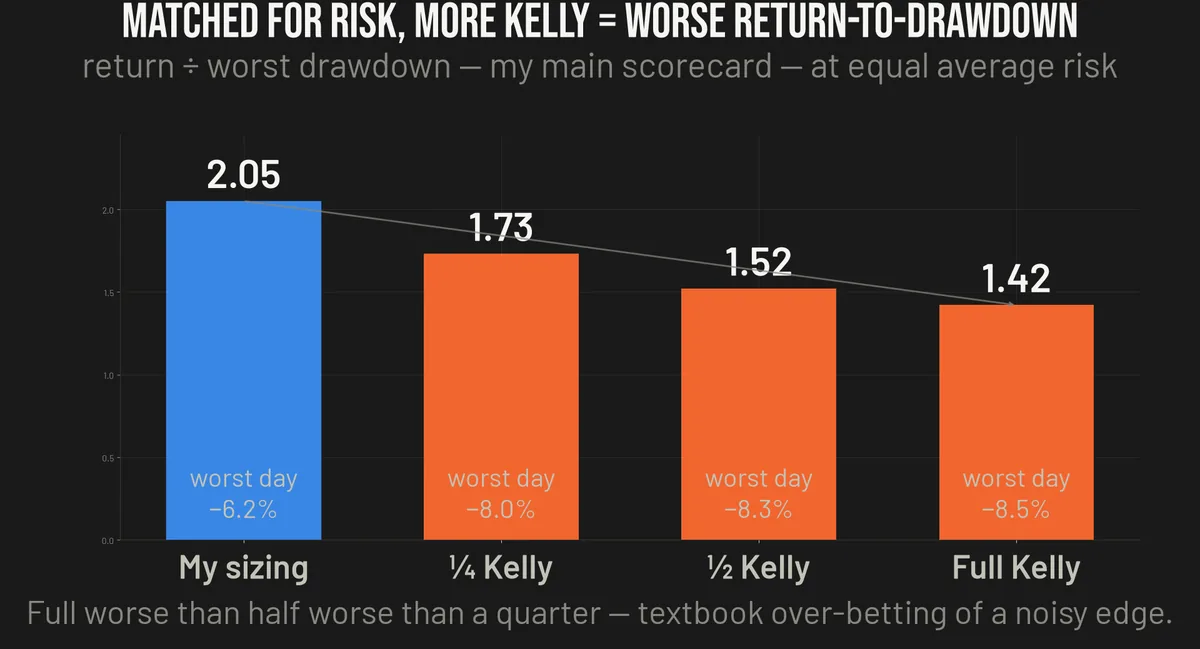 MATCHED FOR RISK, MORE KELLY = WORSE RETURN-TO-DRAWDOWN
return ÷ worst drawdown — my main scorecard — at equal average risk
2.05
1.73
1.52
1.42
2.0
1.5
1.0
0.5
0.0
worst day
−6.2%
worst day
−8.0%
worst day
−8.3%
worst day
−8.5%
My sizing
¼ Kelly
½ Kelly
Full Kelly
Full worse than half worse than a quarter — textbook over-betting of a noisy edge.